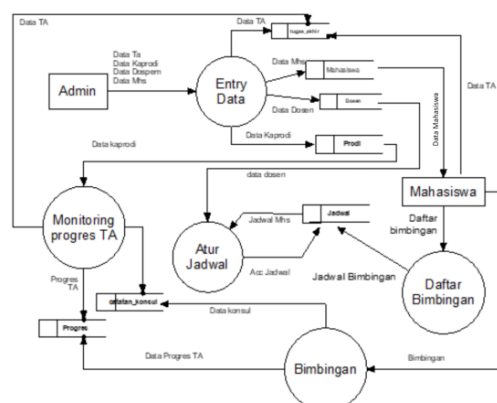 Data TA
Data TA
tugas_akhir
Data Ta
Data Kaprodi
Data Dospem
Data Mhs
Data Mhs
Mahasiswa
Data TA
Admin
Entry
Data
Data Dosen
Dosen
Data Mahasiswa
Data Kaprodi
Prodi
Data kaprodi
data dosen
Mahasiswa
Monitoring
progres TA
Jadwal Mhs
Jadwal
Daftar
bimbingan
Atur
Jadwal
Acc Jadwal
Jadwal Bimbingan
Daftar
Bimbingan
Progres
TA
catatan_konsul
Data konsul
Progres
Data Progres TA
Bimbingan
Bimbingan